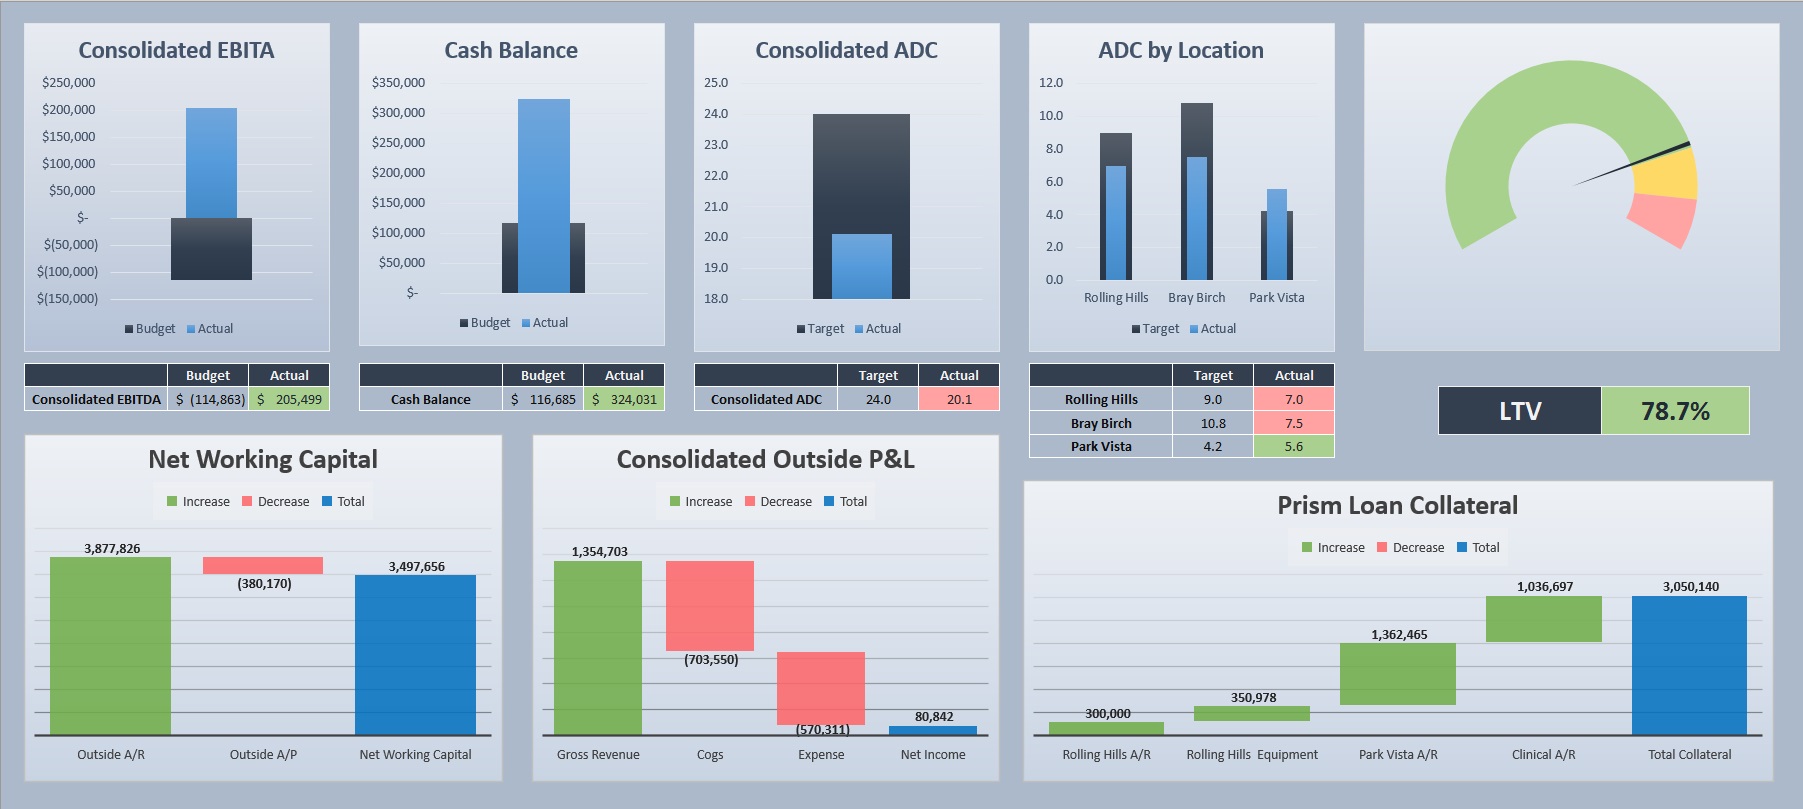 Consolidated EBITA
$250,000
$200,000
$150,000
$100,000
$50,000
$-
$(50,000)
$(100,000)
$(150,000)
Budget Actual
Budget Actual
Consolidated EBITDA $ (114,863) $ 205,499
Cash Balance
$350,000
$300,000
$250,000
$200,000
$150,000
$100,000
$50,000
$-
Budget Actual
Budget Actual
Cash Balance $ 116,685 $ 324,031
Consolidated ADC
25.0
24.0
23.0
22.0
21.0
20.0
19.0
18.0
Target Actual
Target Actual
Consolidated ADC 24.0 20.1
ADC by Location
12.0
10.0
8.0
6.0
4.0
2.0
0.0
Rolling Hills Bray Birch Park Vista
Target Actual
Target Actual
Rolling Hills 9.0 7.0
Bray Birch 10.8 7.5
Park Vista 4.2 5.6
LTV 78.7%
Net Working Capital
Increase Decrease Total
3,877,826
(380,170)
3,497,656
Outside A/R Outside A/P Net Working Capital
Consolidated Outside P&L
Increase Decrease Total
1,354,703
(703,550)
(570,311)
80,842
Gross Revenue Cogs Expense Net Income
Prism Loan Collateral
Increase Decrease Total
300,000
350,978
1,362,465
1,036,697
3,050,140
Rolling Hills A/R Rolling Hills Equipment Park Vista A/R Clinical A/R Total Collateral